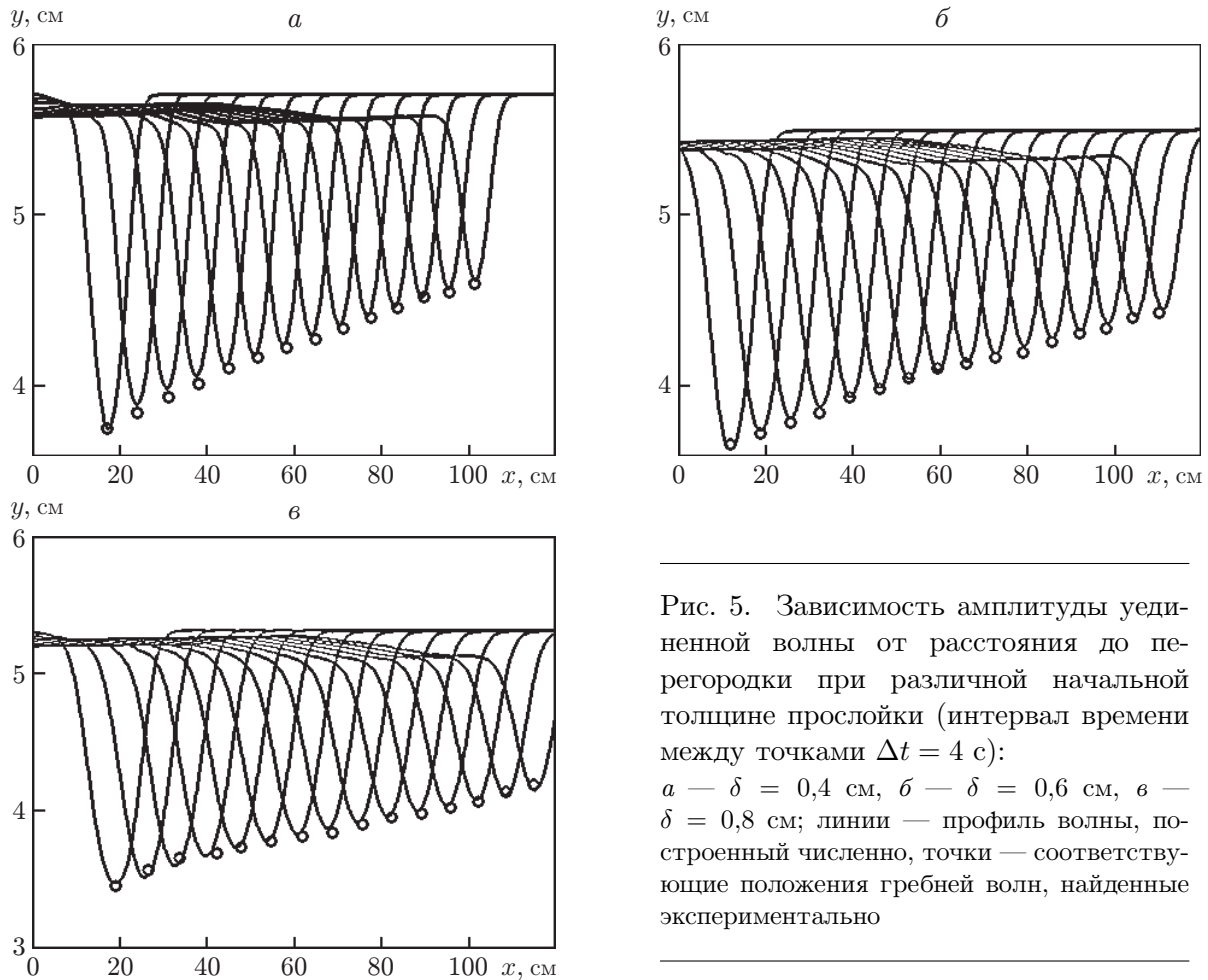 y, см
а
6
5
4
0
20
40
60
80
100
x, см
y, см
б
6
5
4
0
20
40
60
80
100
x, см
y, см
в
6
5
4
3
0
20
40
60
80
100
x, см
Рис. 5. Зависимость амплитуды уеди-
ненной волны от расстояния до пе-
регородки при различной начальной
толщине прослойки (интервал времени
между точками Δt = 4 с):
а — δ = 0,4 см, б — δ = 0,6 см, в —
δ = 0,8 см; линии — профиль волны, по-
строенный численно, точки — соответству-
ющие положения гребней волн, найденные
экспериментально